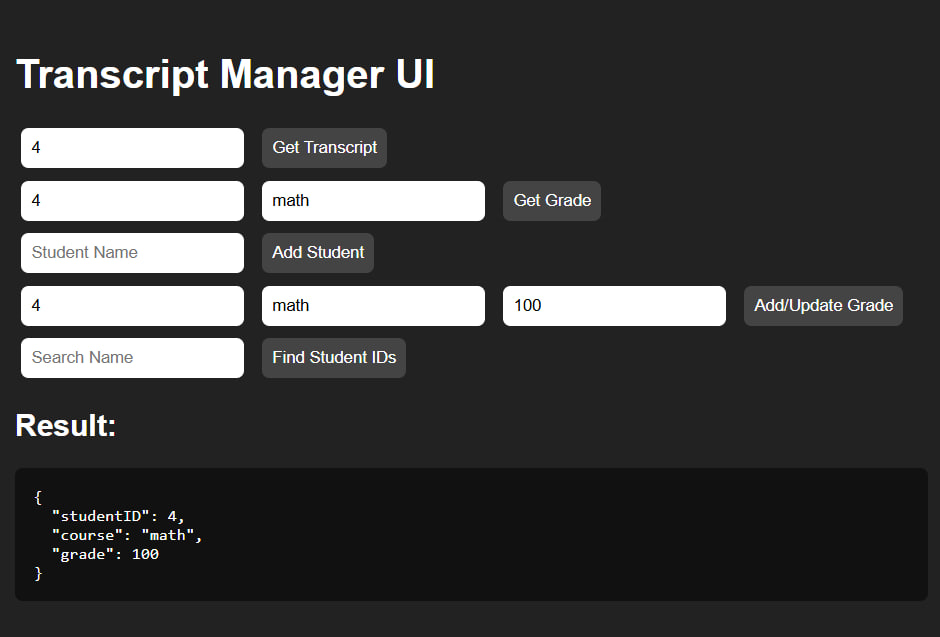 Transcript Manager UI
4 Get Transcript
4 math Get Grade
Student Name Add Student
4 math 100 Add/Update Grade
Search Name Find Student IDs
Result:
{
  "studentID": 4,
  "course": "math",
  "grade": 100
}